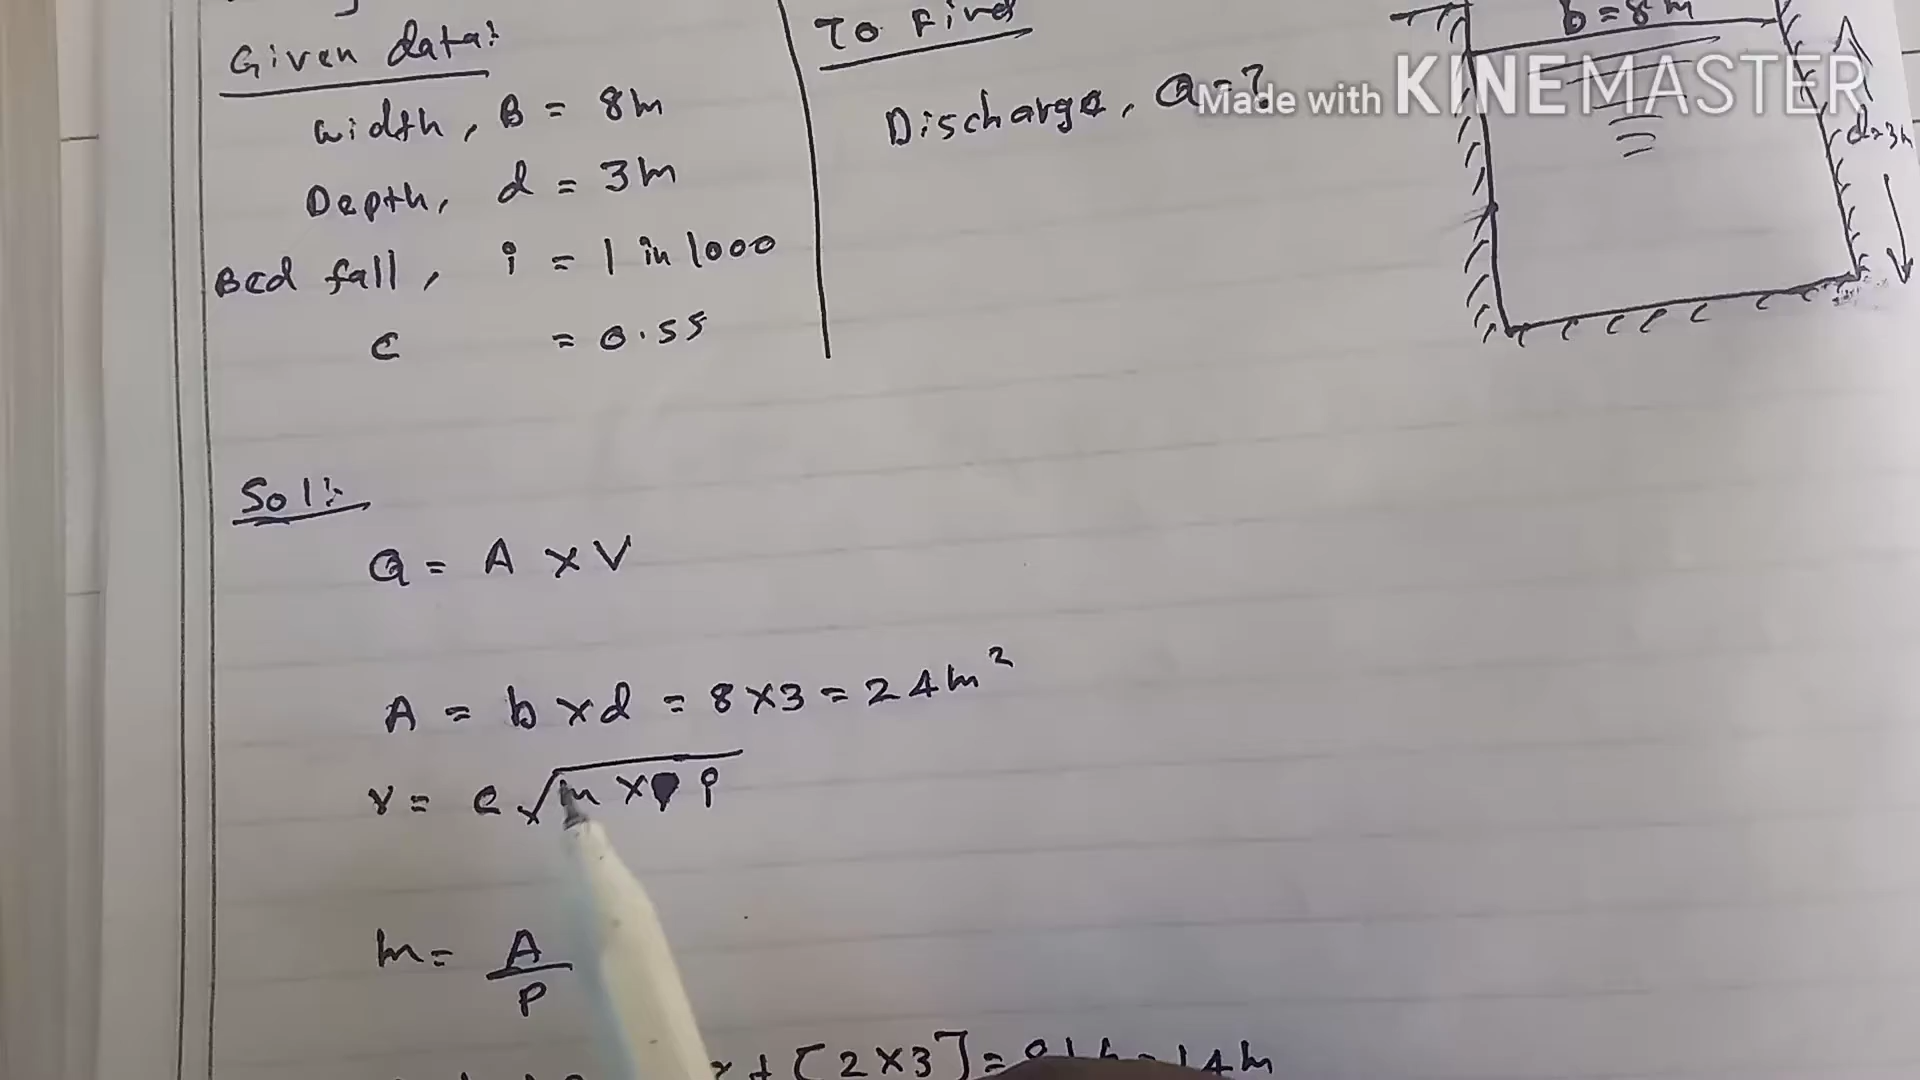 Given data:
width, B = 8m
Depth, d = 3m
Bed fall, i = 1 in 1000
C = 0.55
To Find
Discharge, Q = ?
Made with KINEMASTER
b = 8m
d = 3m
Sol:
Q = A × V
A = b × d = 8 × 3 = 24m²
v = c √m × i
m = A/P
+ [2 × 3] = 14m